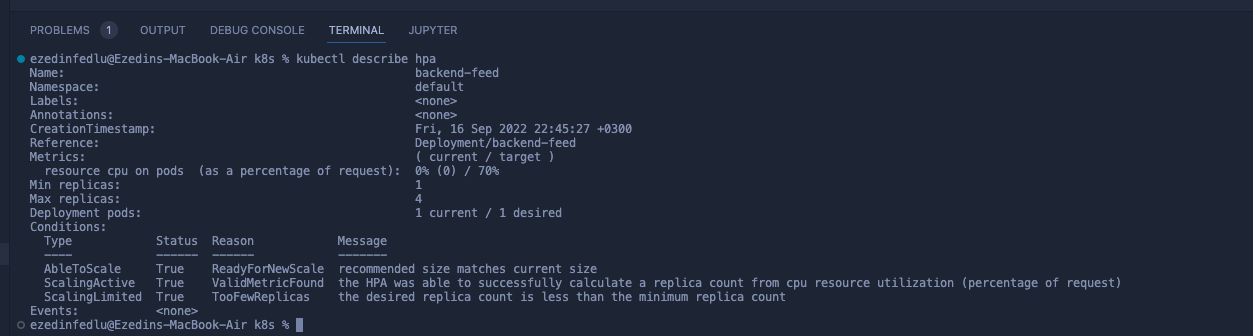 PROBLEMS 1 OUTPUT DEBUG CONSOLE TERMINAL JUPYTER
ezedinfedlu@Ezedins-MacBook-Air k8s % kubectl describe hpa
Name: backend-feed
Namespace: default
Labels: <none>
Annotations: <none>
CreationTimestamp: Fri, 16 Sep 2022 22:45:27 +0300
Reference: Deployment/backend-feed
Metrics: ( current / target )
resource cpu on pods (as a percentage of request): 0% (0) / 70%
Min replicas: 1
Max replicas: 4
Deployment pods: 1 current / 1 desired
Conditions:
Type Status Reason Message
---- ------ ------ -------
AbleToScale True ReadyForNewScale recommended size matches current size
ScalingActive True ValidMetricFound the HPA was able to successfully calculate a replica count from cpu resource utilization (percentage of request)
ScalingLimited True TooFewReplicas the desired replica count is less than the minimum replica count
Events: <none>
ezedinfedlu@Ezedins-MacBook-Air k8s %